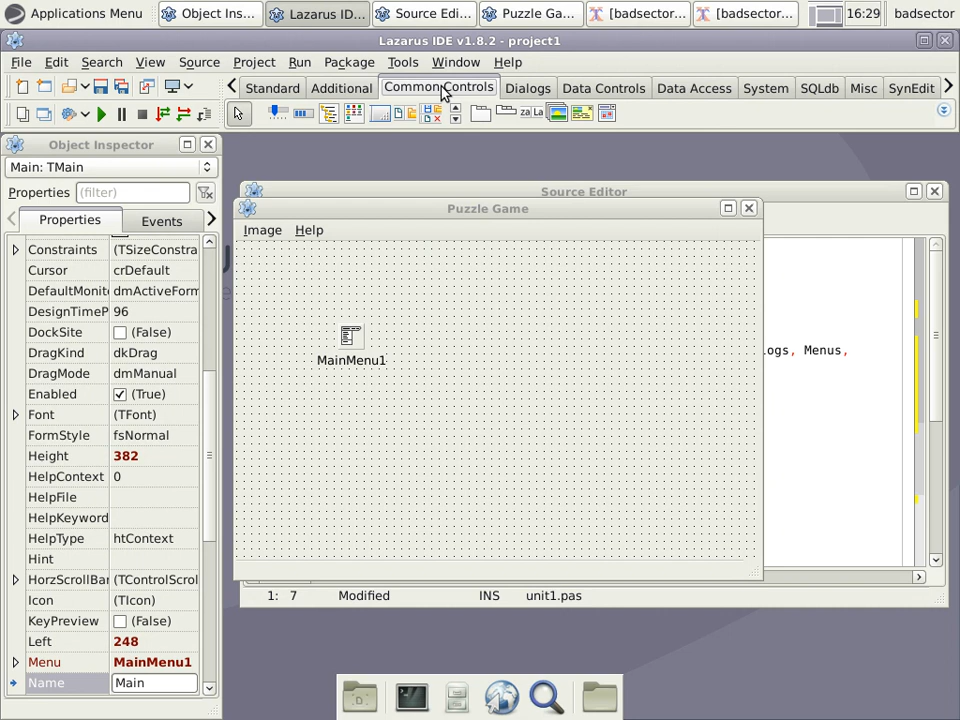 Applications Menu
Object Ins...
Lazarus ID...
Source Edi...
Puzzle Ga...
[badsector...
[badsector...
16:29
badsector
Lazarus IDE v1.8.2 - project1
File Edit Search View Source Project Run Package Tools Window Help
Standard Additional Common Controls Dialogs Data Controls Data Access System SQLdb Misc SynEdit
Object Inspector
Main: TMain
Properties (filter)
Properties Events
Constraints (TSizeConstra
Cursor crDefault
DefaultMonit dmActiveForm
DesignTimeP 96
DockSite (False)
DragKind dkDrag
DragMode dmManual
Enabled (True)
Font (TFont)
FormStyle fsNormal
Height 382
HelpContext 0
HelpFile
HelpKeyword
HelpType htContext
Hint
HorzScrollBar (TControlScrol
Icon (TIcon)
KeyPreview (False)
Left 248
Menu MainMenu1
Name Main
Source Editor
Puzzle Game
Image Help
MainMenu1
ogs, Menus,
1: 7 Modified INS unit1.pas